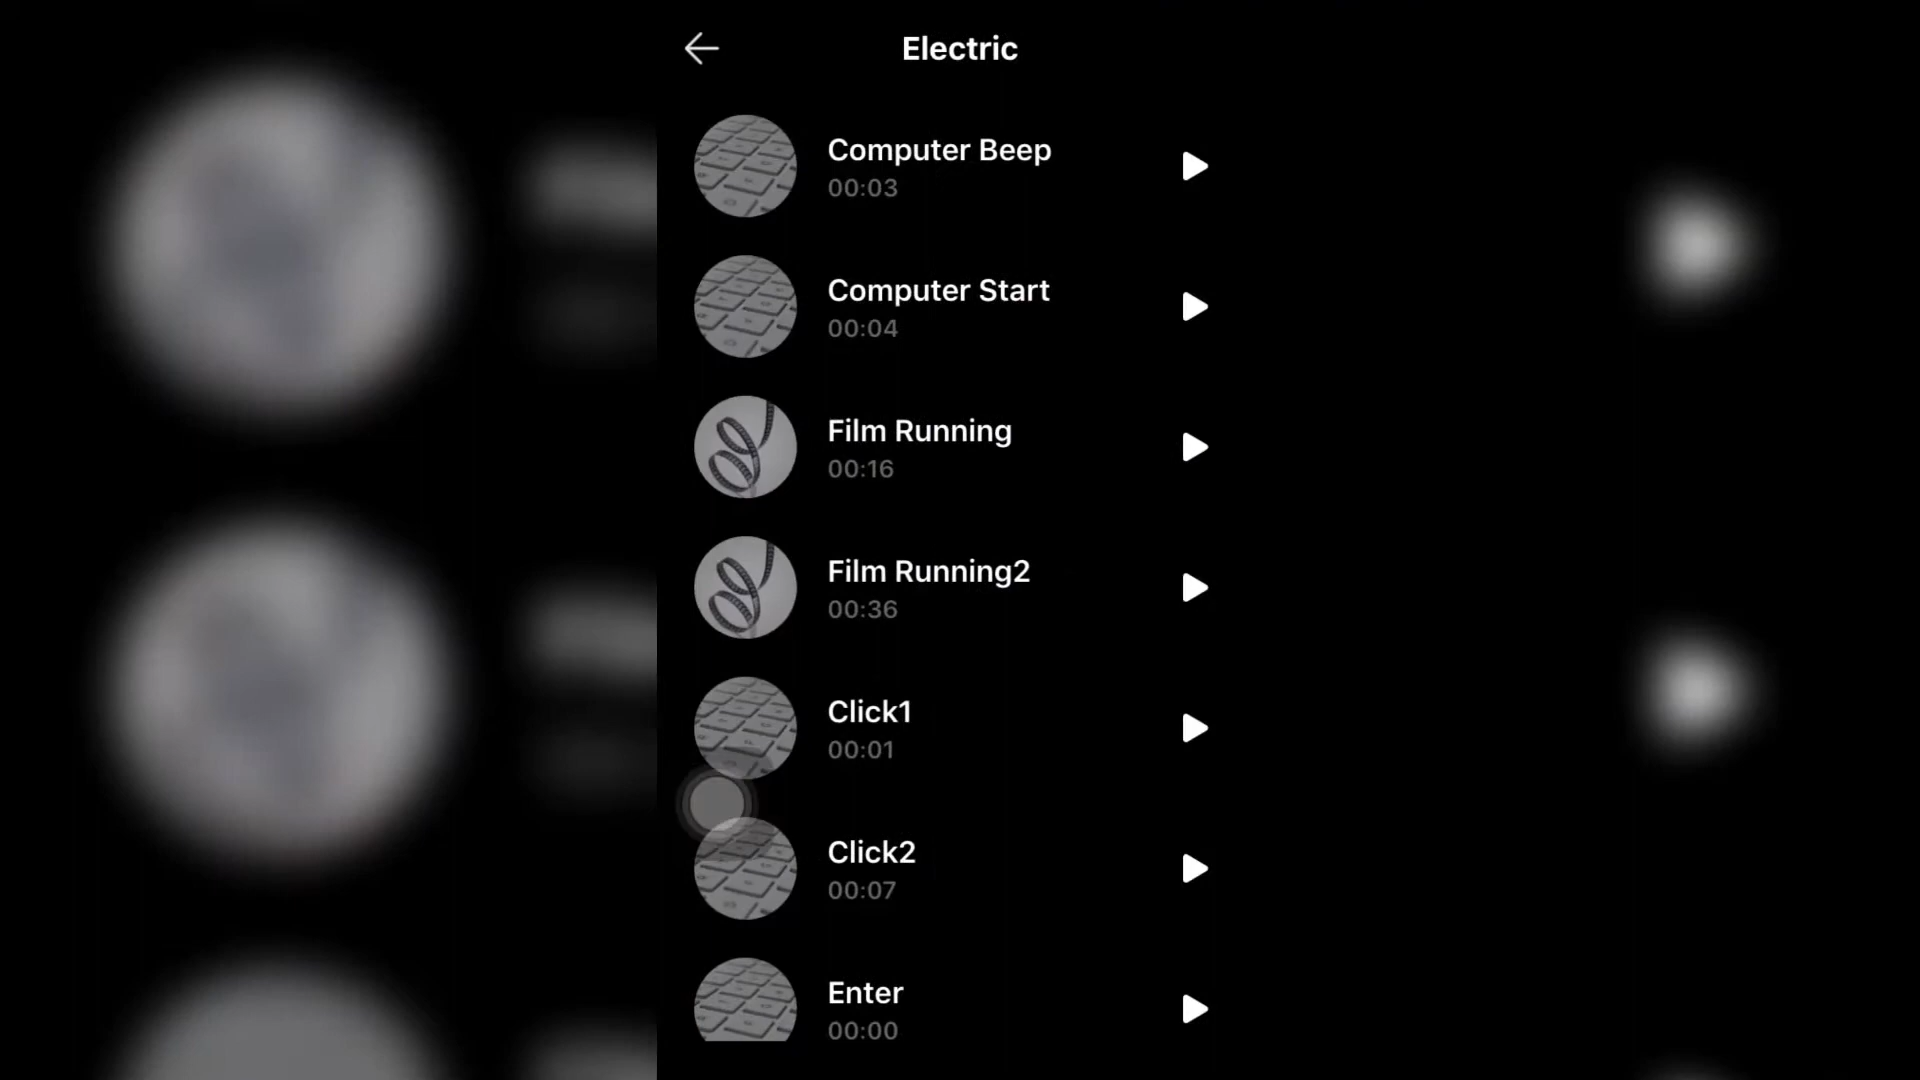 Electric
Computer Beep
00:03
Computer Start
00:04
Film Running
00:16
Film Running2
00:36
Click1
00:01
Click2
00:07
Enter
00:00